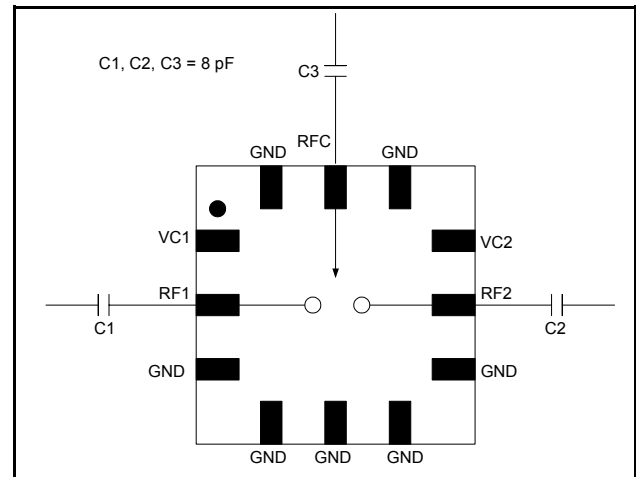 C1, C2, C3 = 8 pF
C3
RFC
GND
GND
VC1
VC2
RF1
RF2
C1
C2
GND
GND
GND
GND
GND